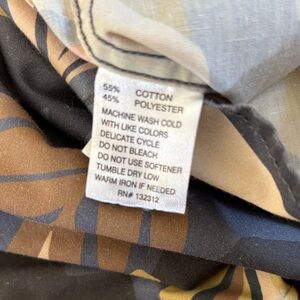 55% COTTON
45% POLYESTER
MACHINE WASH COLD
WITH LIKE COLORS
DELICATE CYCLE
DO NOT BLEACH
DO NOT USE SOFTENER
TUMBLE DRY LOW
WARM IRON IF NEEDED
RN# 132312